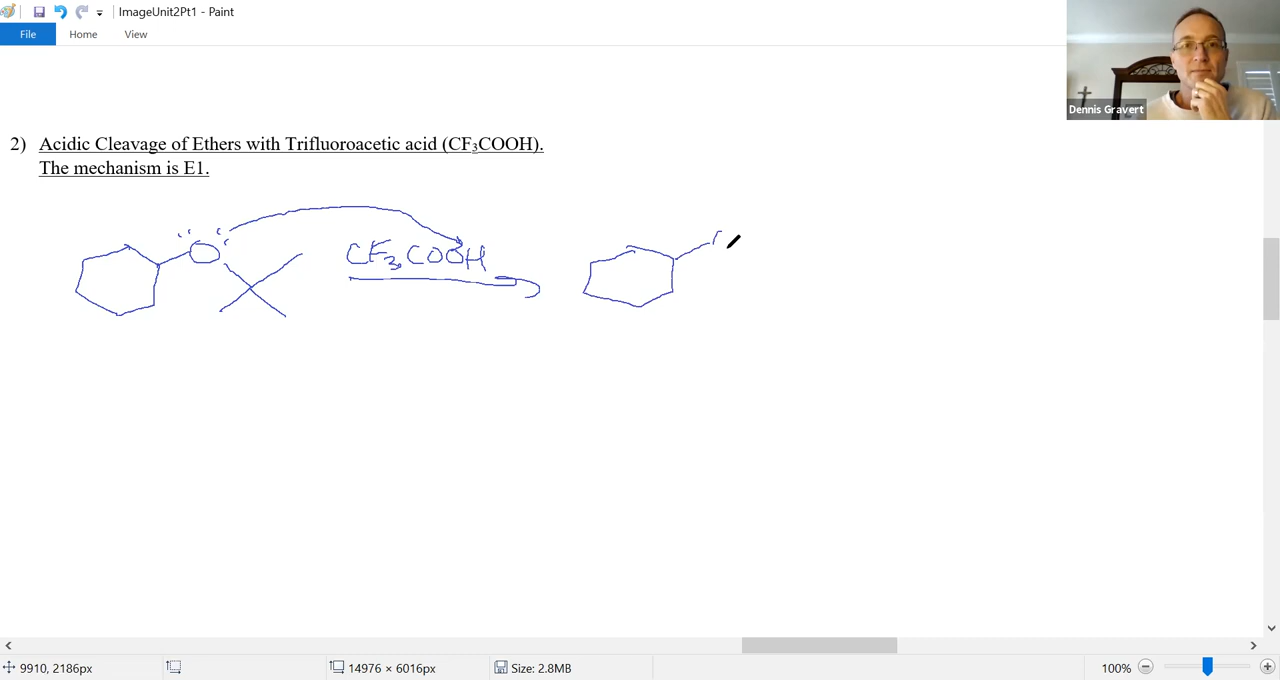 ImageUnit2Pt1 - Paint
File Home View
Dennis Gravert
2) Acidic Cleavage of Ethers with Trifluoroacetic acid (CF₃COOH).
The mechanism is E1.
O CF₃COOH
9910, 2186px 14976 × 6016px Size: 2.8MB 100%